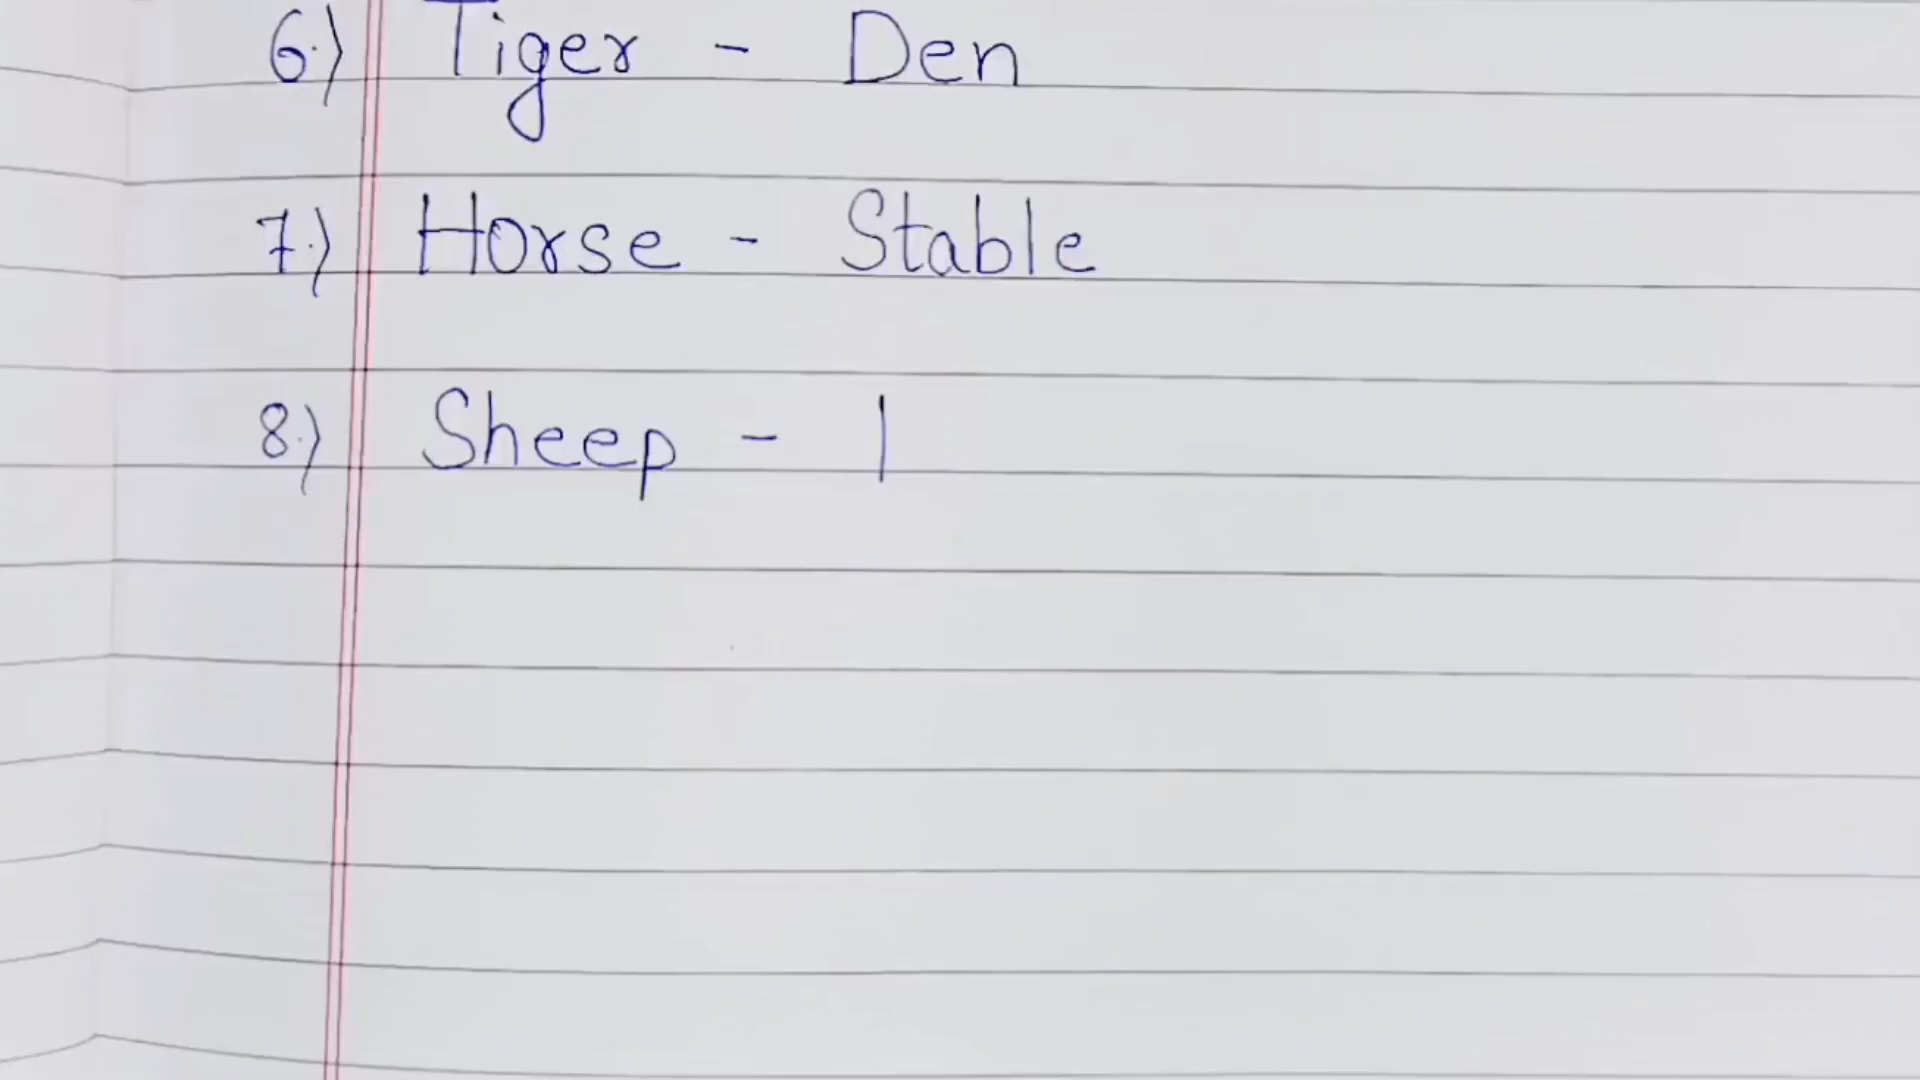 6.) Tiger - Den
7.) Horse - Stable
8.) Sheep -